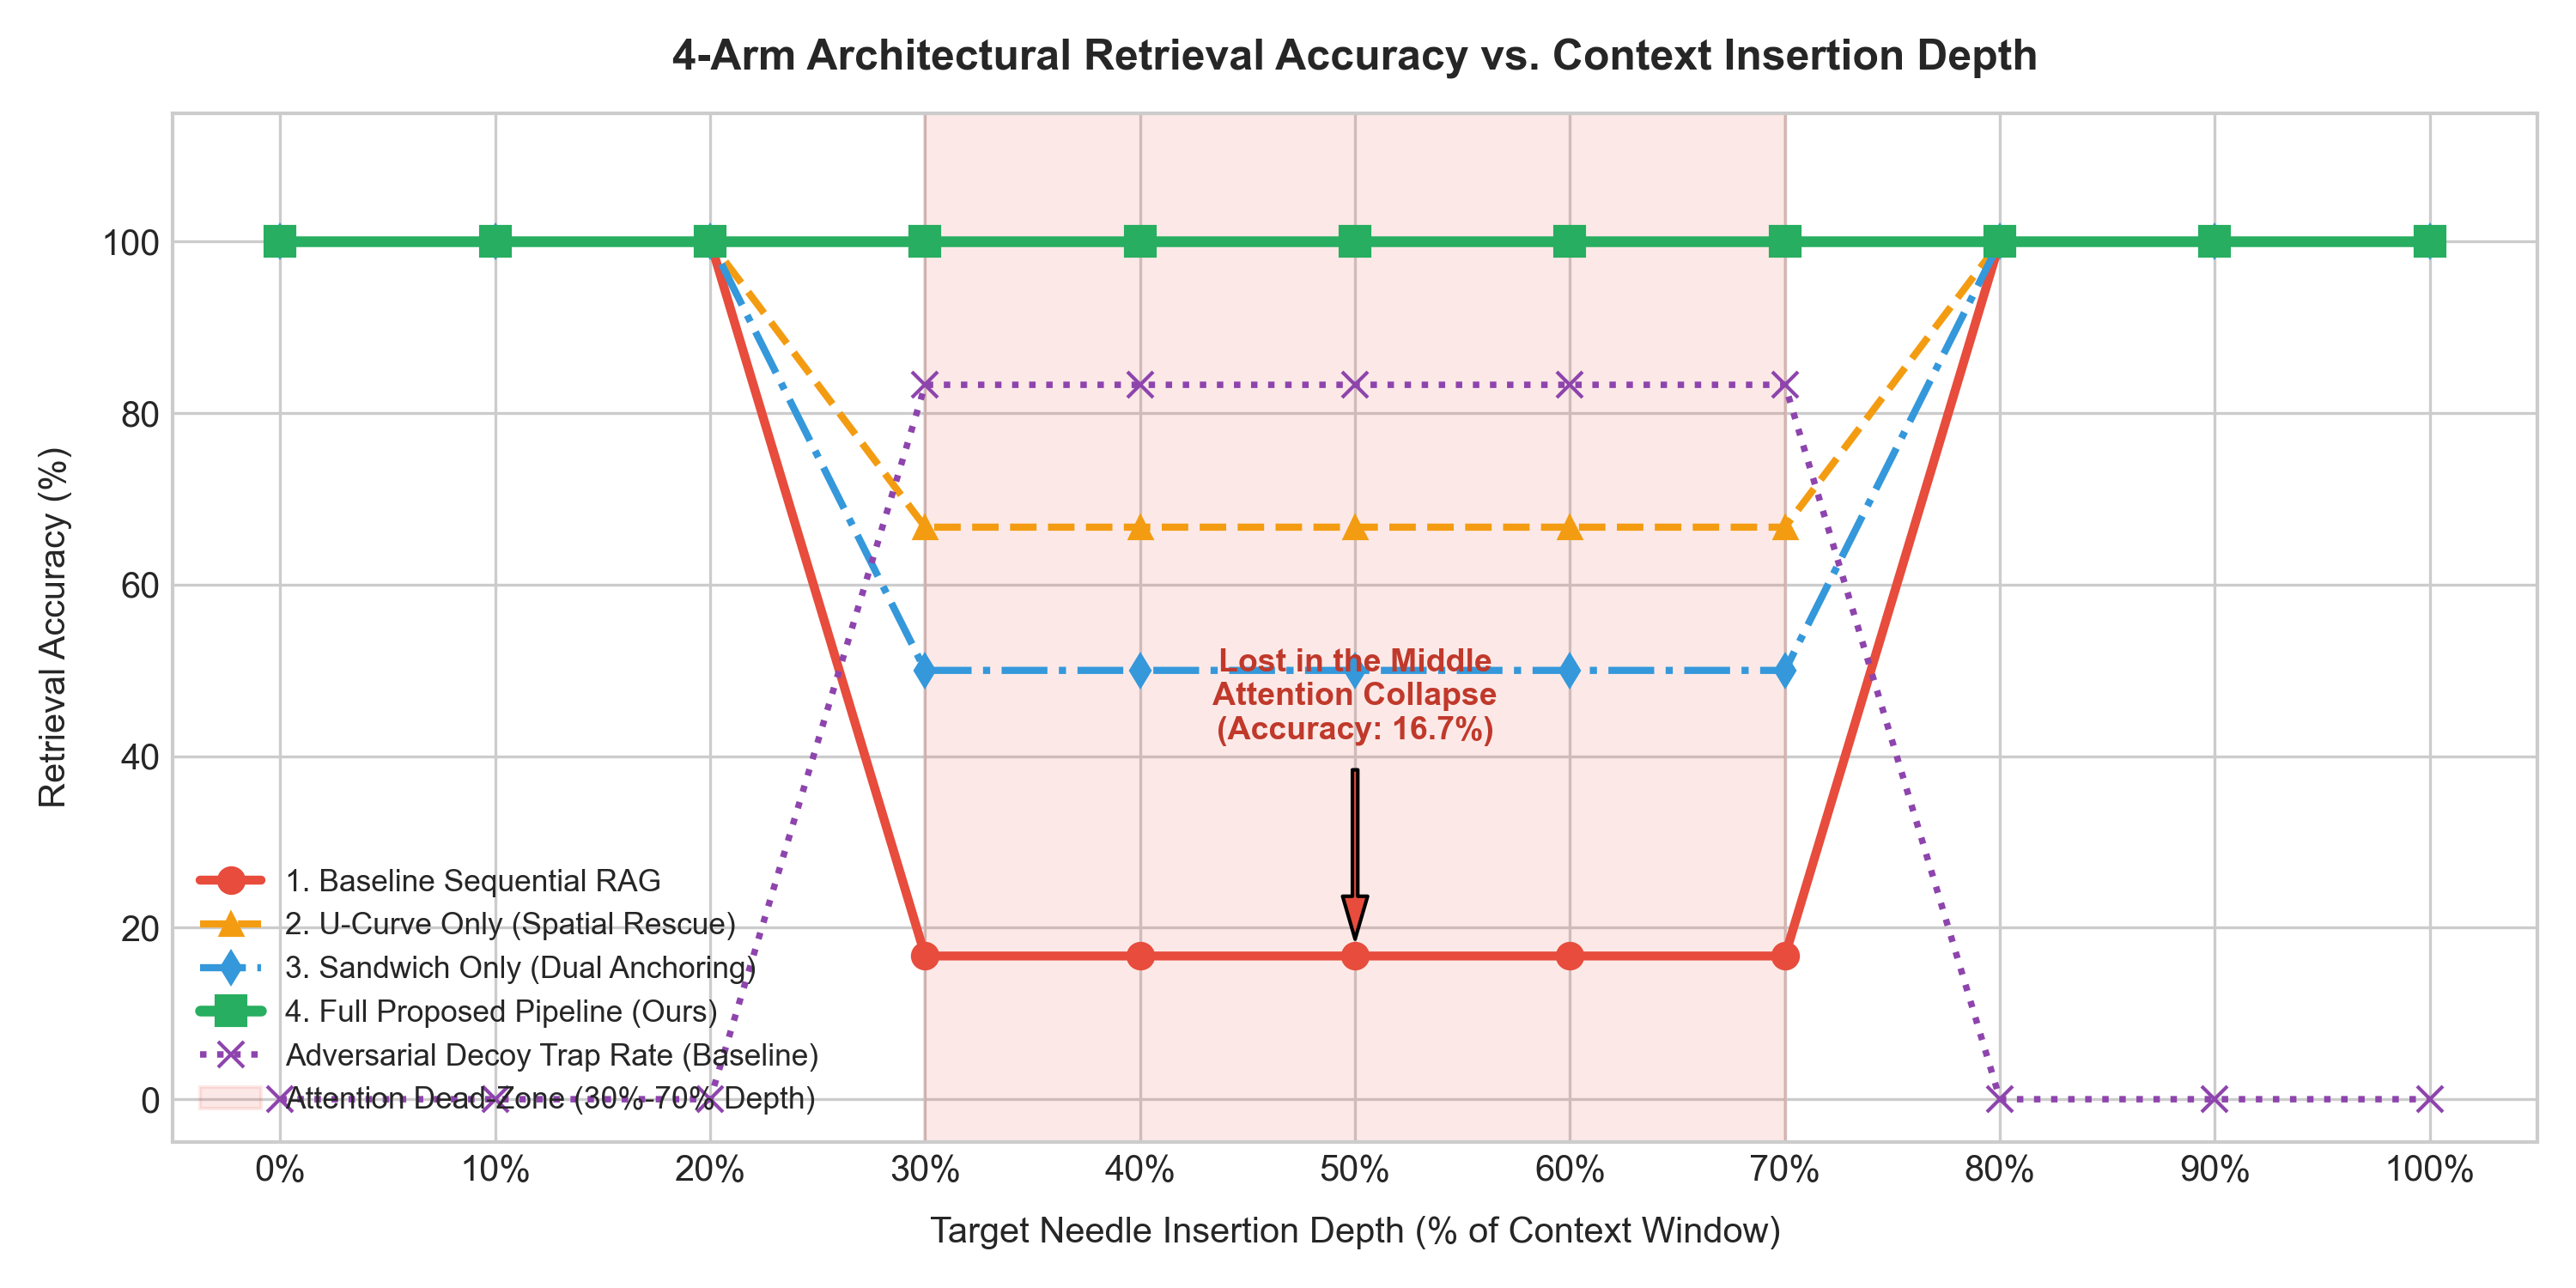 4-Arm Architectural Retrieval Accuracy vs. Context Insertion Depth
Retrieval Accuracy (%)
100
80
60
40
20
0
Lost in the Middle
Attention Collapse
(Accuracy: 16.7%)
1. Baseline Sequential RAG
2. U-Curve Only (Spatial Rescue)
3. Sandwich Only (Dual Anchoring)
4. Full Proposed Pipeline (Ours)
Adversarial Decoy Trap Rate (Baseline)
Attention Dead-Zone (30%-70% Depth)
0% 10% 20% 30% 40% 50% 60% 70% 80% 90% 100%
Target Needle Insertion Depth (% of Context Window)